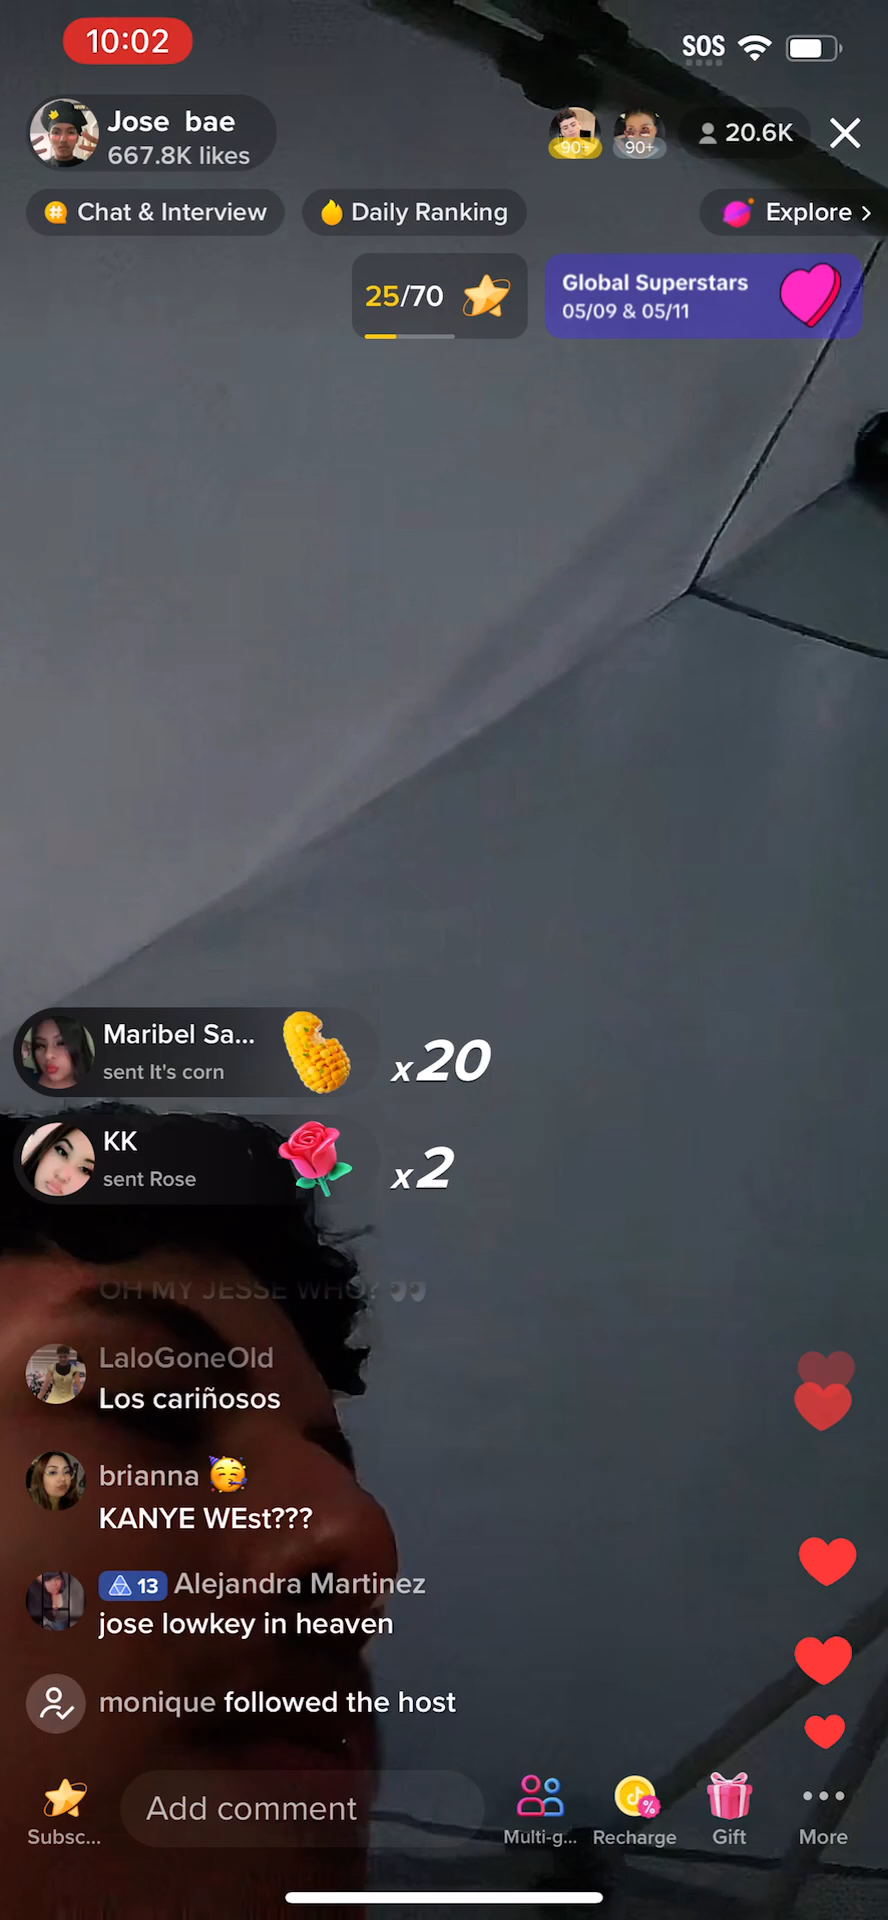 10:02
SOS
Jose bae
667.8K likes
90+
90+
20.6K
Chat & Interview
Daily Ranking
Explore >
25/70
Global Superstars
05/09 & 05/11
Maribel Sa...
sent It's corn
x20
KK
sent Rose
x2
OH MY JESSE WHO? 👀
LaloGoneOld
Los cariñosos
brianna 🥳
KANYE WEst???
13 Alejandra Martinez
jose lowkey in heaven
monique followed the host
Add comment
Subsc...
Multi-g...
Recharge
Gift
More